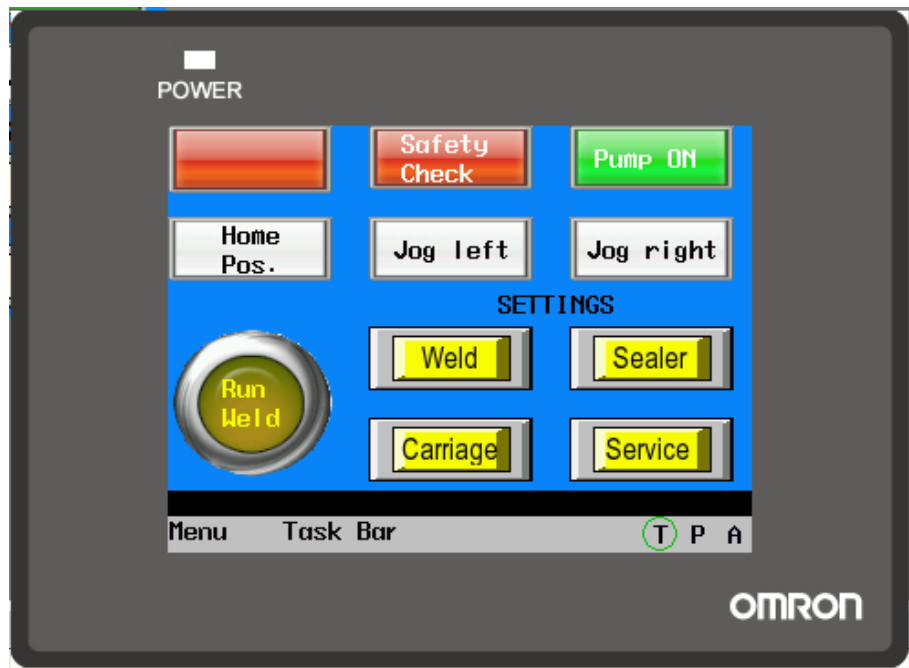 POWER
Safety
Check
Pump ON
Home
Pos.
Jog left
Jog right
SETTINGS
Run
Weld
Weld
Sealer
Carriage
Service
Menu Task Bar T P A
OMRON